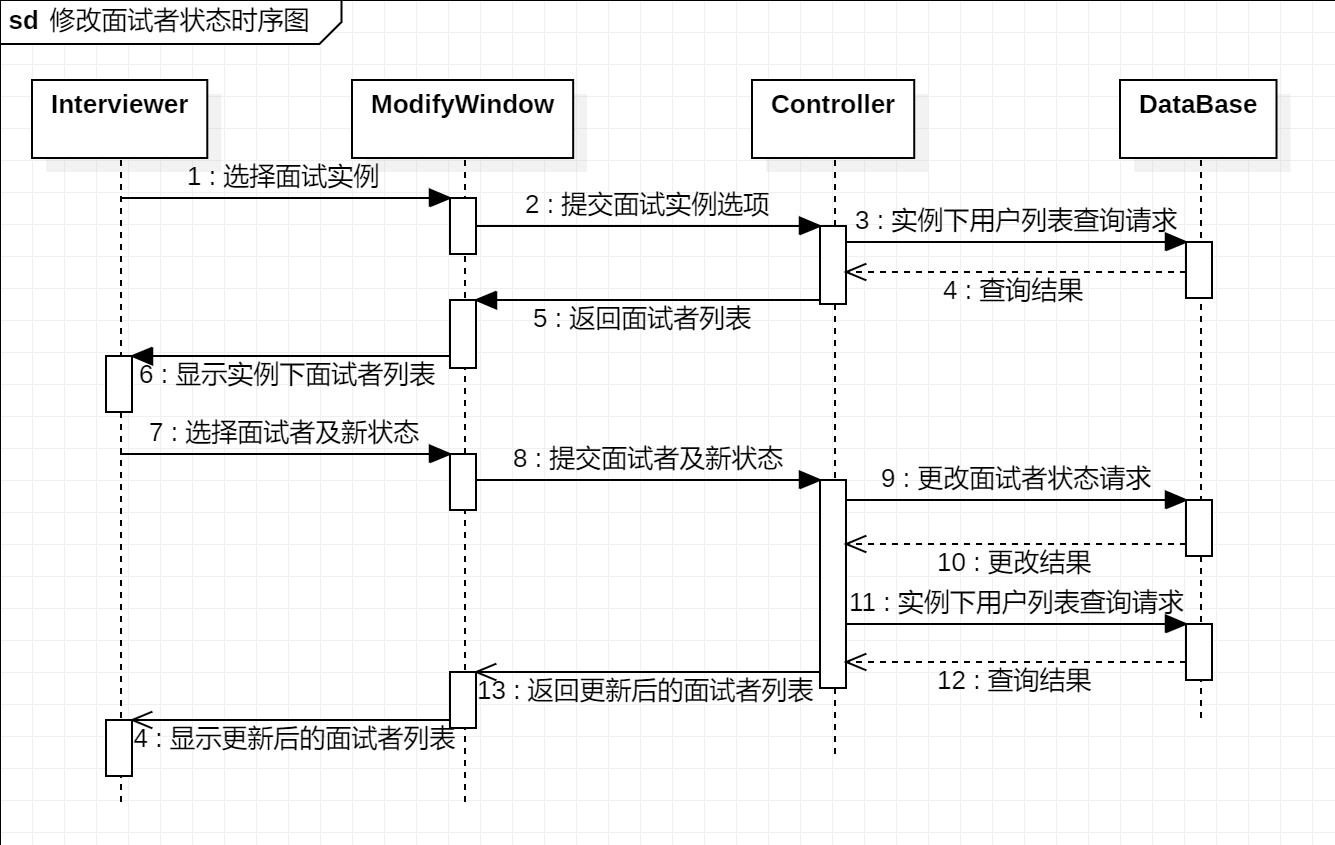 sd 修改面试者状态时序图
Interviewer
ModifyWindow
Controller
DataBase
1 : 选择面试实例
2 : 提交面试实例选项
3 : 实例下用户列表查询请求
4 : 查询结果
5 : 返回面试者列表
6 : 显示实例下面试者列表
7 : 选择面试者及新状态
8 : 提交面试者及新状态
9 : 更改面试者状态请求
10 : 更改结果
11 : 实例下用户列表查询请求
12 : 查询结果
13 : 返回更新后的面试者列表
4 : 显示更新后的面试者列表